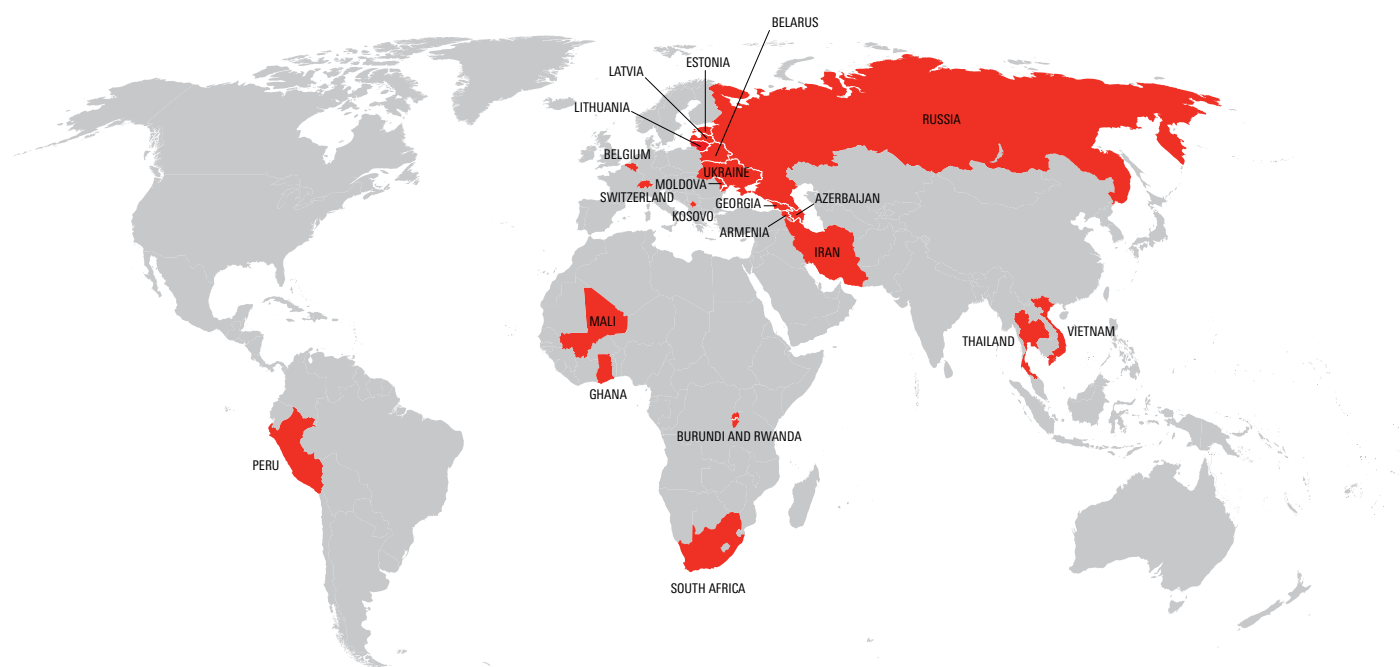 BELARUS
ESTONIA
LATVIA
LITHUANIA
RUSSIA
BELGIUM
UKRAINE
MOLDOVA
SWITZERLAND
AZERBAIJAN
GEORGIA
KOSOVO
ARMENIA
IRAN
MALI
VIETNAM
THAILAND
GHANA
BURUNDI AND RWANDA
PERU
SOUTH AFRICA